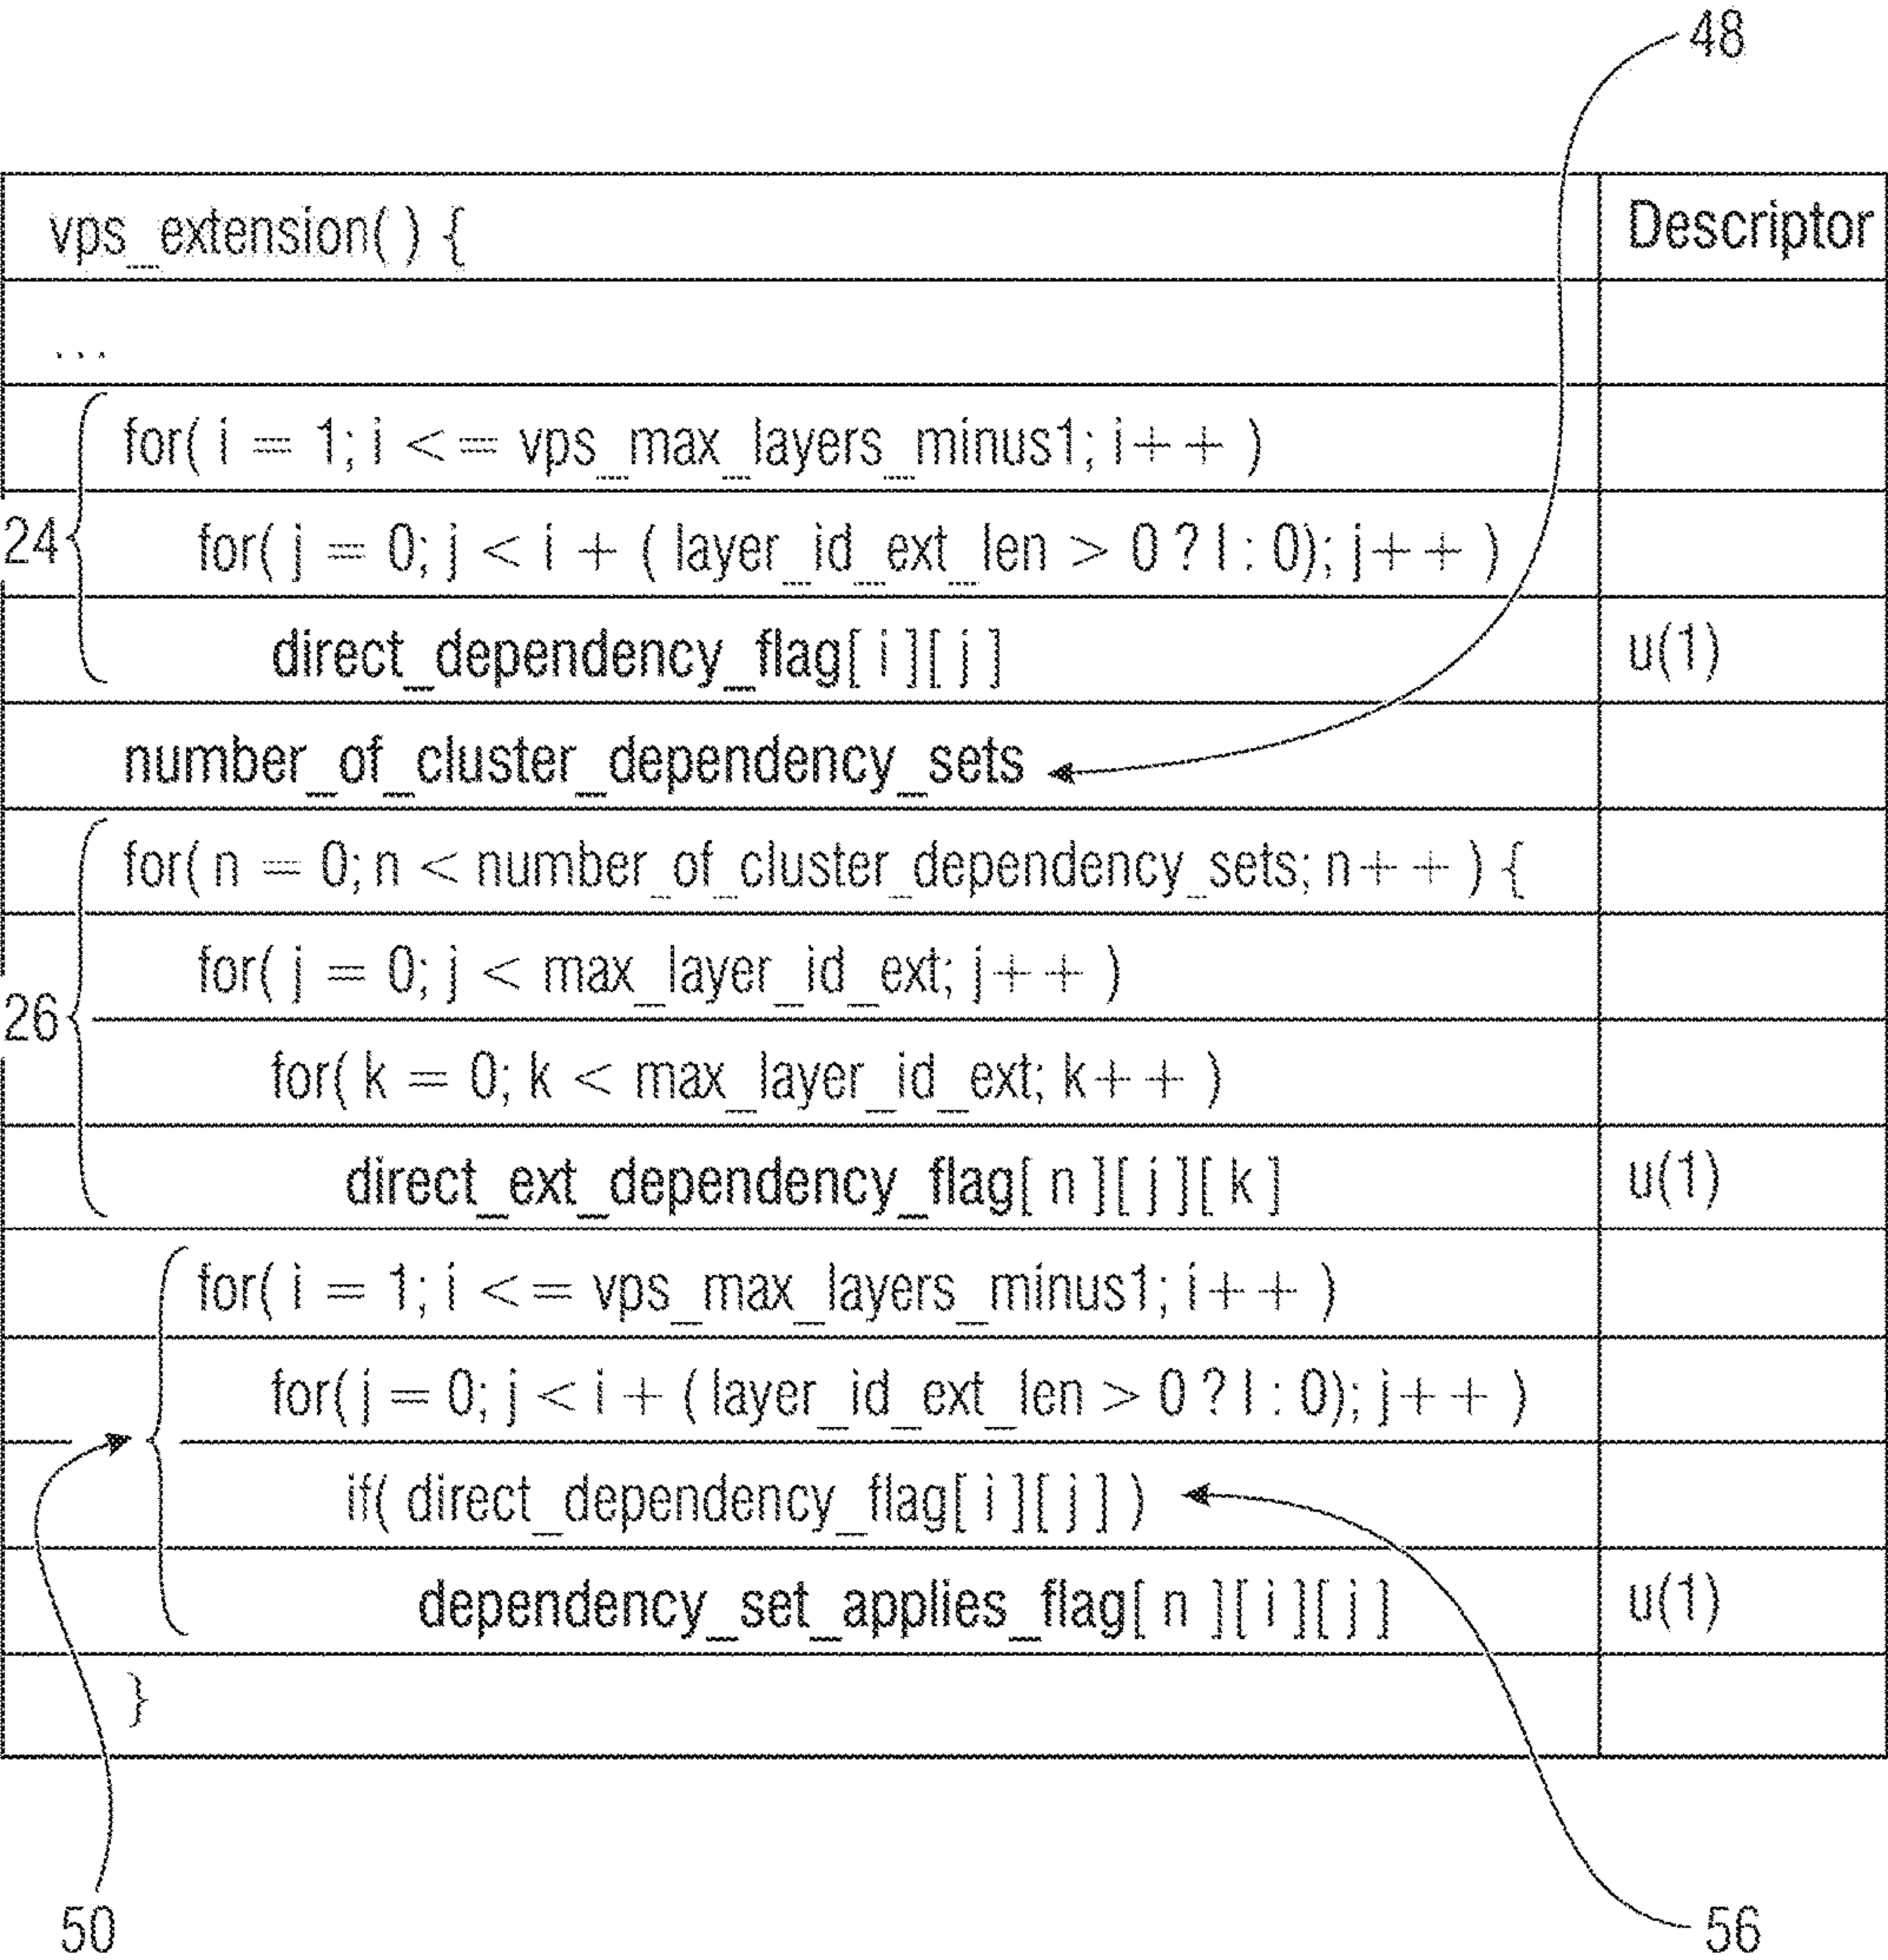 48
vps_extension( ) { Descriptor
...
for( i = 1; i <= vps_max_layers_minus1; i++ )
24 for( j = 0; j < i + ( layer_id_ext_len > 0 ? l : 0); j++ )
direct_dependency_flag[ i ][ j ] u(1)
number_of_cluster_dependency_sets
for( n = 0; n < number_of_cluster_dependency_sets; n++ ) {
for( j = 0; j < max_layer_id_ext; j++ )
26
for( k = 0; k < max_layer_id_ext; k++ )
direct_ext_dependency_flag[ n ][ j ][ k ] u(1)
for( i = 1; i <= vps_max_layers_minus1; i++ )
for( j = 0; j < i + ( layer_id_ext_len > 0 ? l : 0); j++ )
if( direct_dependency_flag[ i ][ j ] )
dependency_set_applies_flag[ n ][ i ][ j ] u(1)
}
50 56